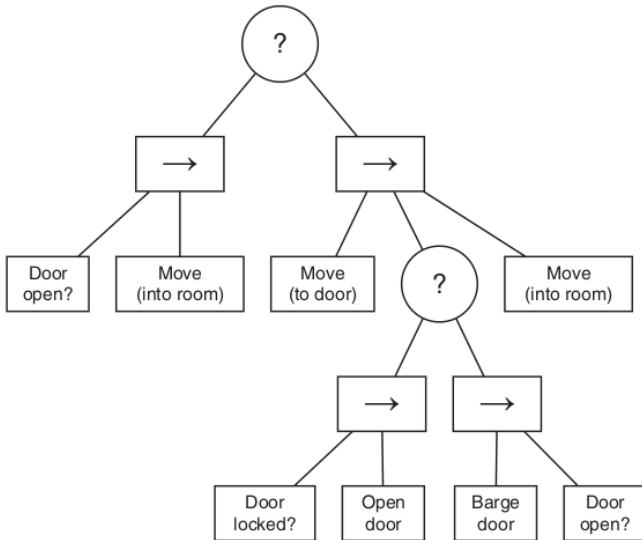 ?
→
→
Door
open?
Move
(into room)
Move
(to door)
?
Move
(into room)
→
→
Door
locked?
Open
door
Barge
door
Door
open?